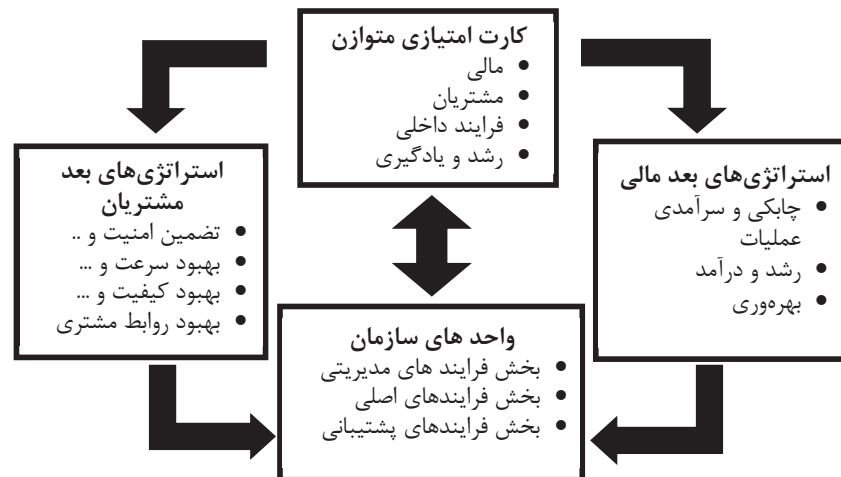 کارت امتیازی متوازن
• مالی
• مشتریان
• فرایند داخلی
• رشد و یادگیری
استراتژی‌های بعد مالی
• چابکی و سرآمدی
عملیات
• رشد و درآمد
• بهره‌وری
استراتژی‌های بعد
مشتریان
• تضمین امنیت و ..
• بهبود سرعت و ...
• بهبود کیفیت و ...
• بهبود روابط مشتری
واحد های سازمان
• بخش فرایند های مدیریتی
• بخش فرایندهای اصلی
• بخش فرایندهای پشتیبانی